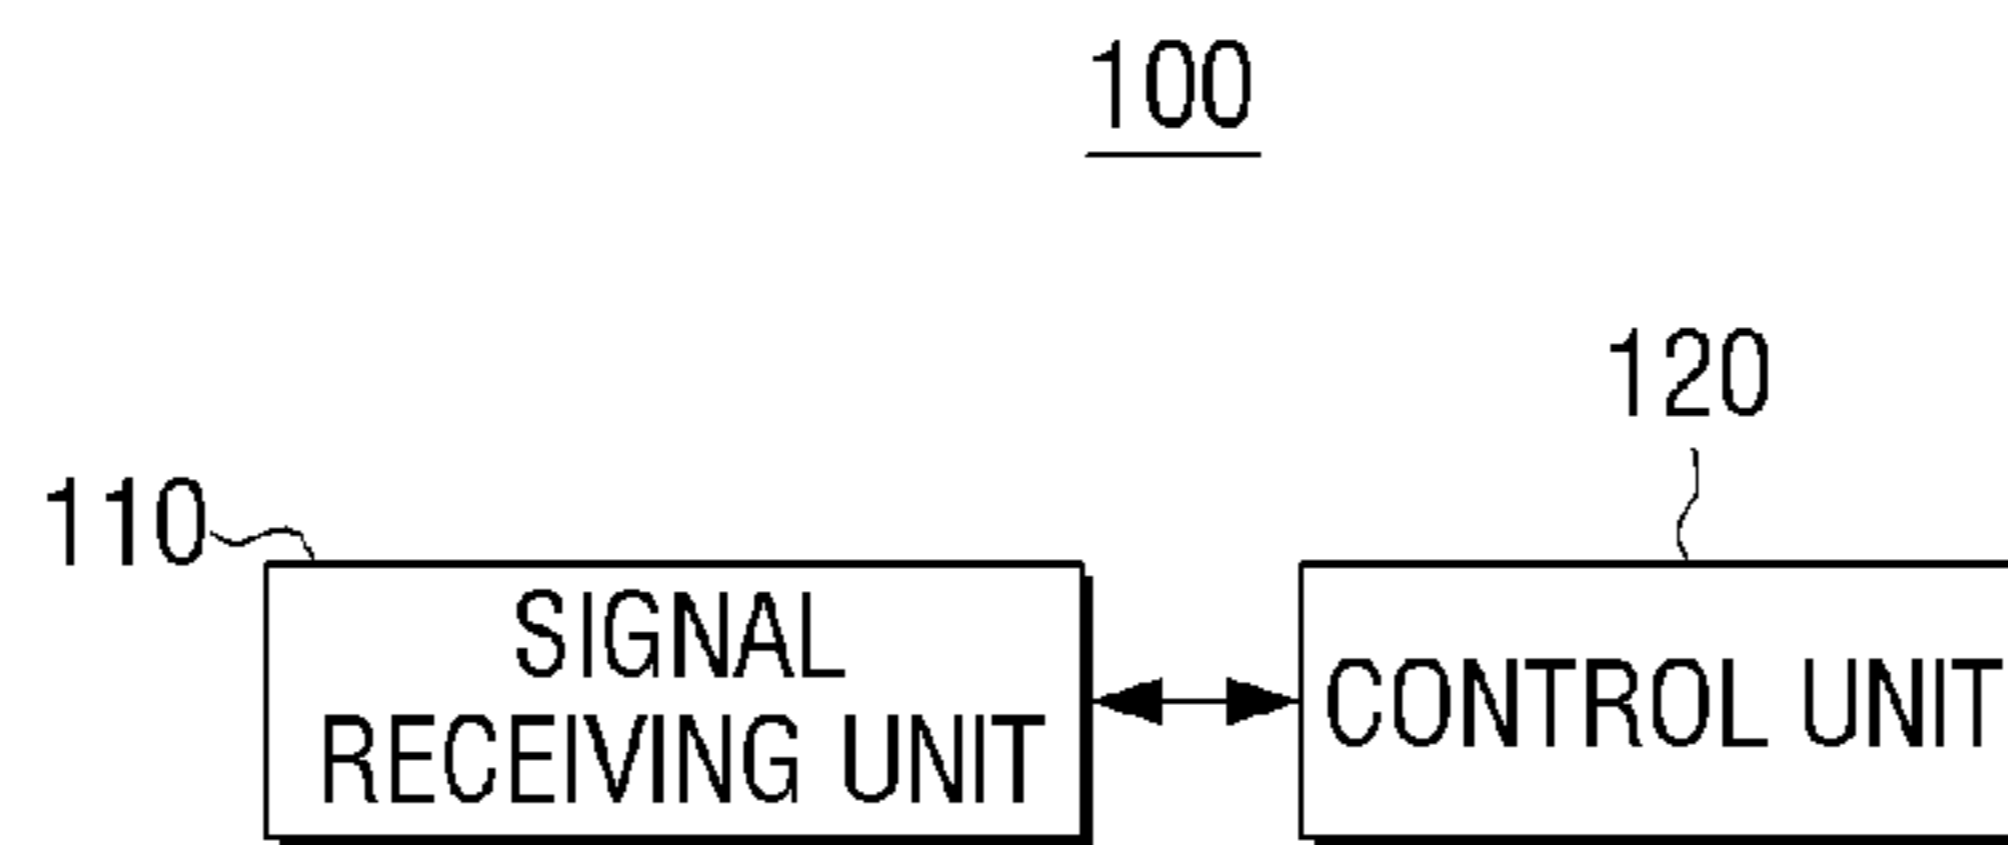 100
120
110
SIGNAL
RECEIVING UNIT
CONTROL UNIT